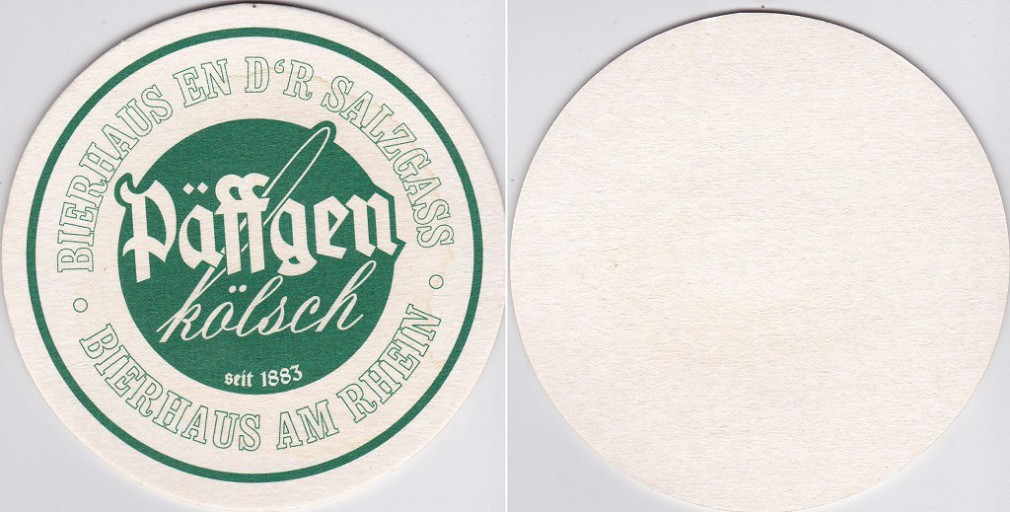 BIERHAUS EN D'R SALZGASS
Päffgen
kölsch
seit 1883
BIERHAUS AM RHEIN